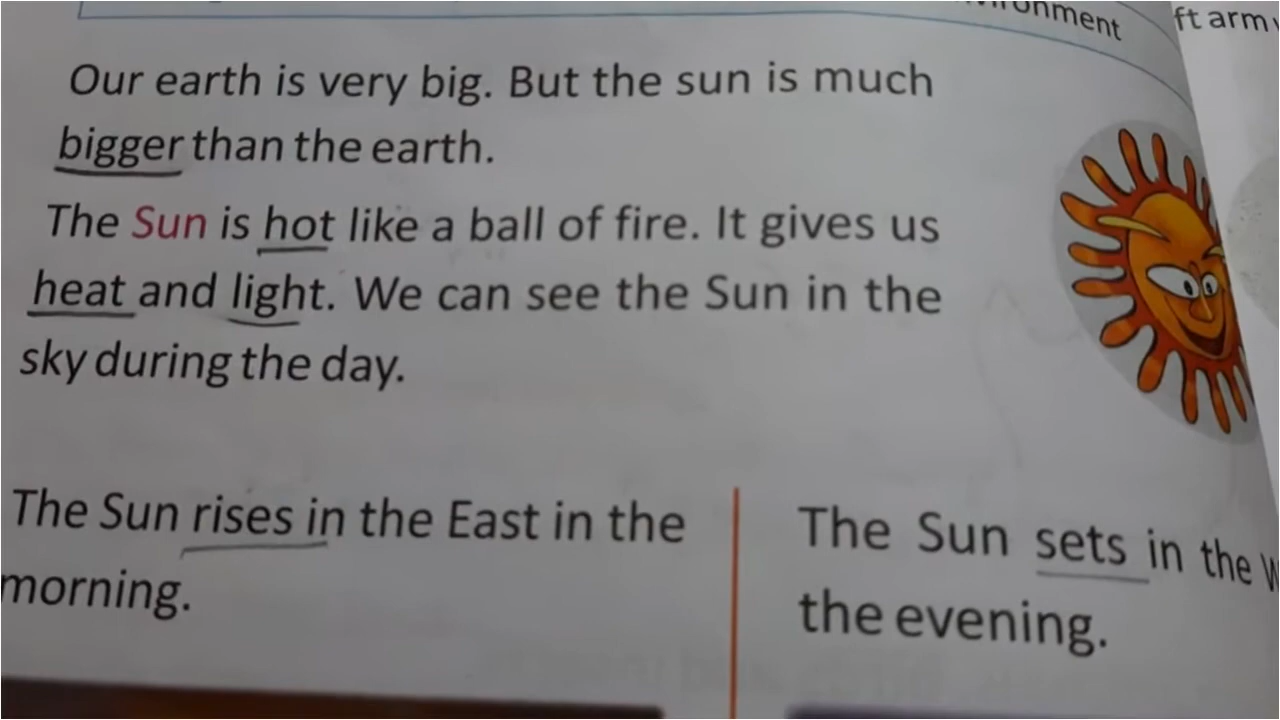 ft arm
Our earth is very big. But the sun is much
bigger than the earth.
The Sun is hot like a ball of fire. It gives us
heat and light. We can see the Sun in the
sky during the day.
The Sun rises in the East in the
morning.
The Sun sets in the
the evening.